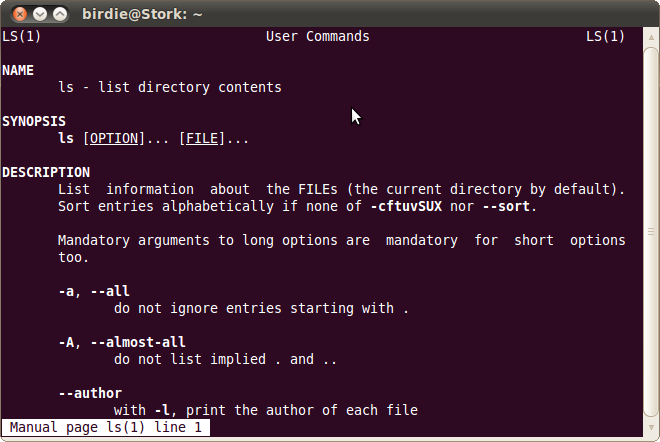 birdie@Stork: ~
LS(1) User Commands LS(1)
NAME
ls - list directory contents
SYNOPSIS
ls [OPTION]... [FILE]...
DESCRIPTION
List information about the FILEs (the current directory by default).
Sort entries alphabetically if none of -cftuvSUX nor --sort.
Mandatory arguments to long options are mandatory for short options
too.
-a, --all
do not ignore entries starting with .
-A, --almost-all
do not list implied . and ..
--author
with -l, print the author of each file
Manual page ls(1) line 1